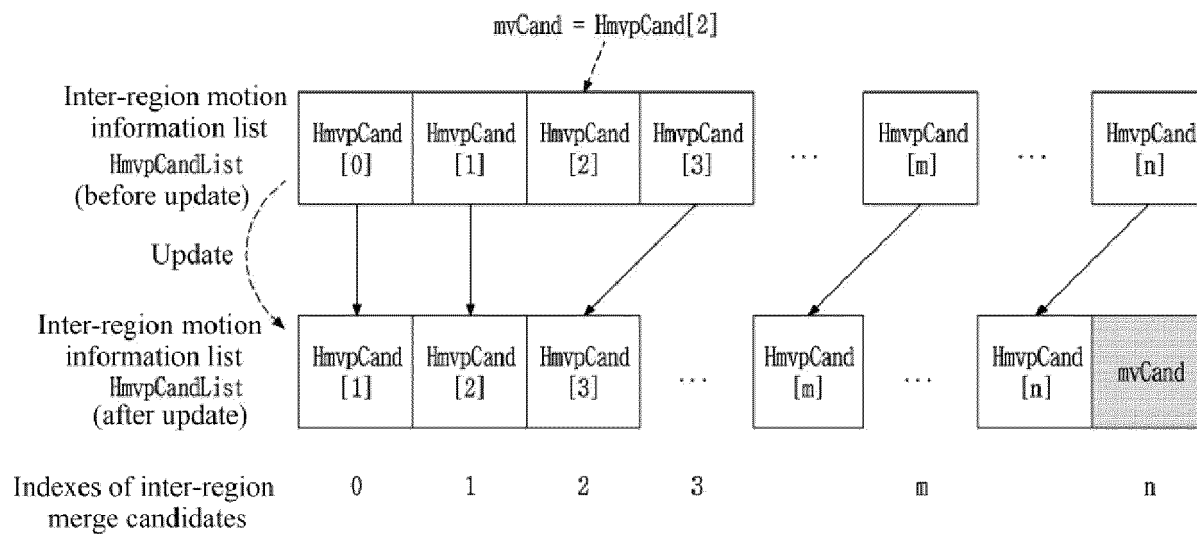 mvCand = HmvpCand[2]
Inter-region motion
information list
HmvpCandList
(before update)
HmvpCand
[0]
HmvpCand
[1]
HmvpCand
[2]
HmvpCand
[3]
...
HmvpCand
[m]
...
HmvpCand
[n]
Update
Inter-region motion
information list
HmvpCandList
(after update)
HmvpCand
[1]
HmvpCand
[2]
HmvpCand
[3]
...
HmvpCand
[m]
...
HmvpCand
[n]
mvCand
Indexes of inter-region
merge candidates
0 1 2 3 m n